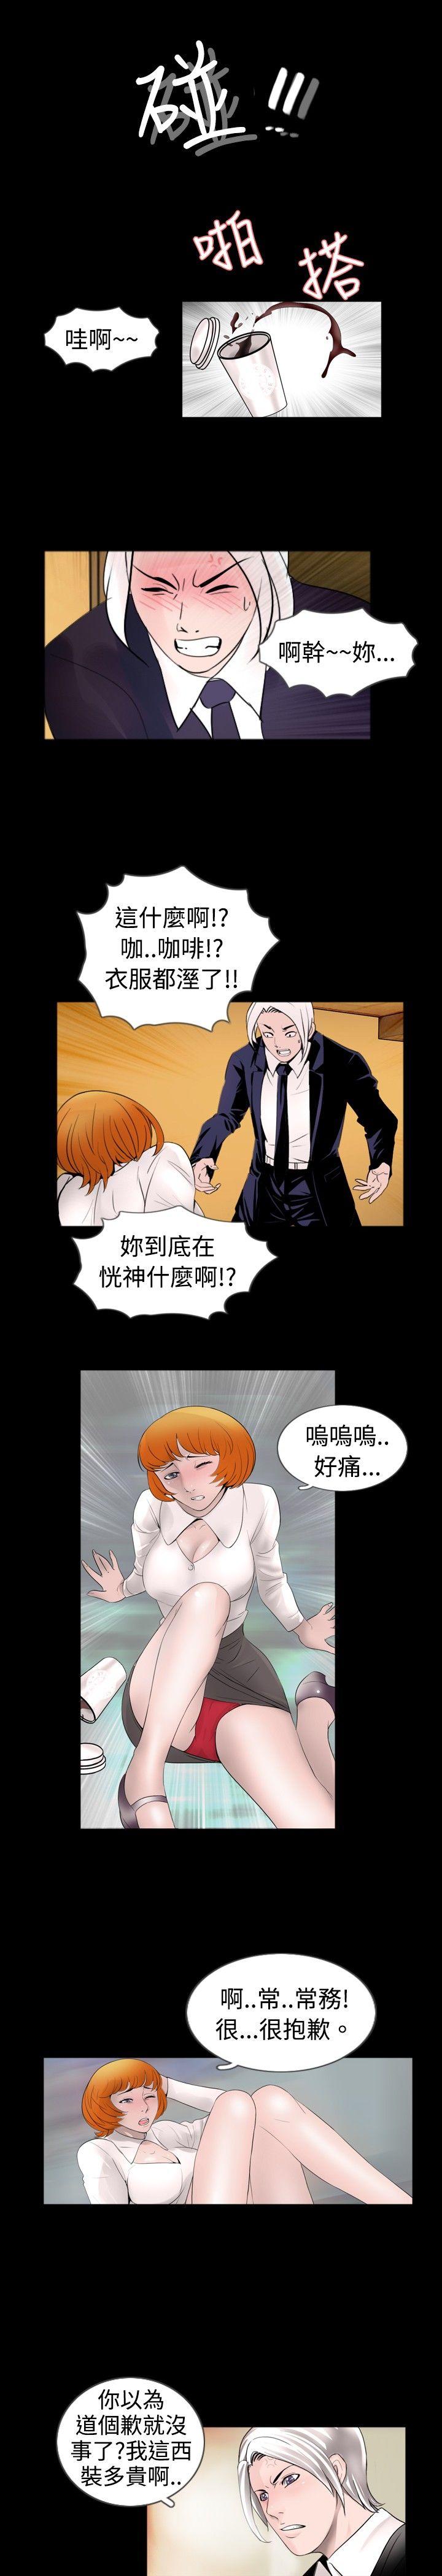 碰!!!
啪
搭
哇啊~~
啊幹~~妳...
這什麼啊!?
咖..咖啡!?
衣服都溼了!!
妳到底在
恍神什麼啊!?
嗚嗚嗚..
好痛...
啊..常..常務!
很...很抱歉。
你以為
道個歉就沒
事了?我這西
裝多貴啊..